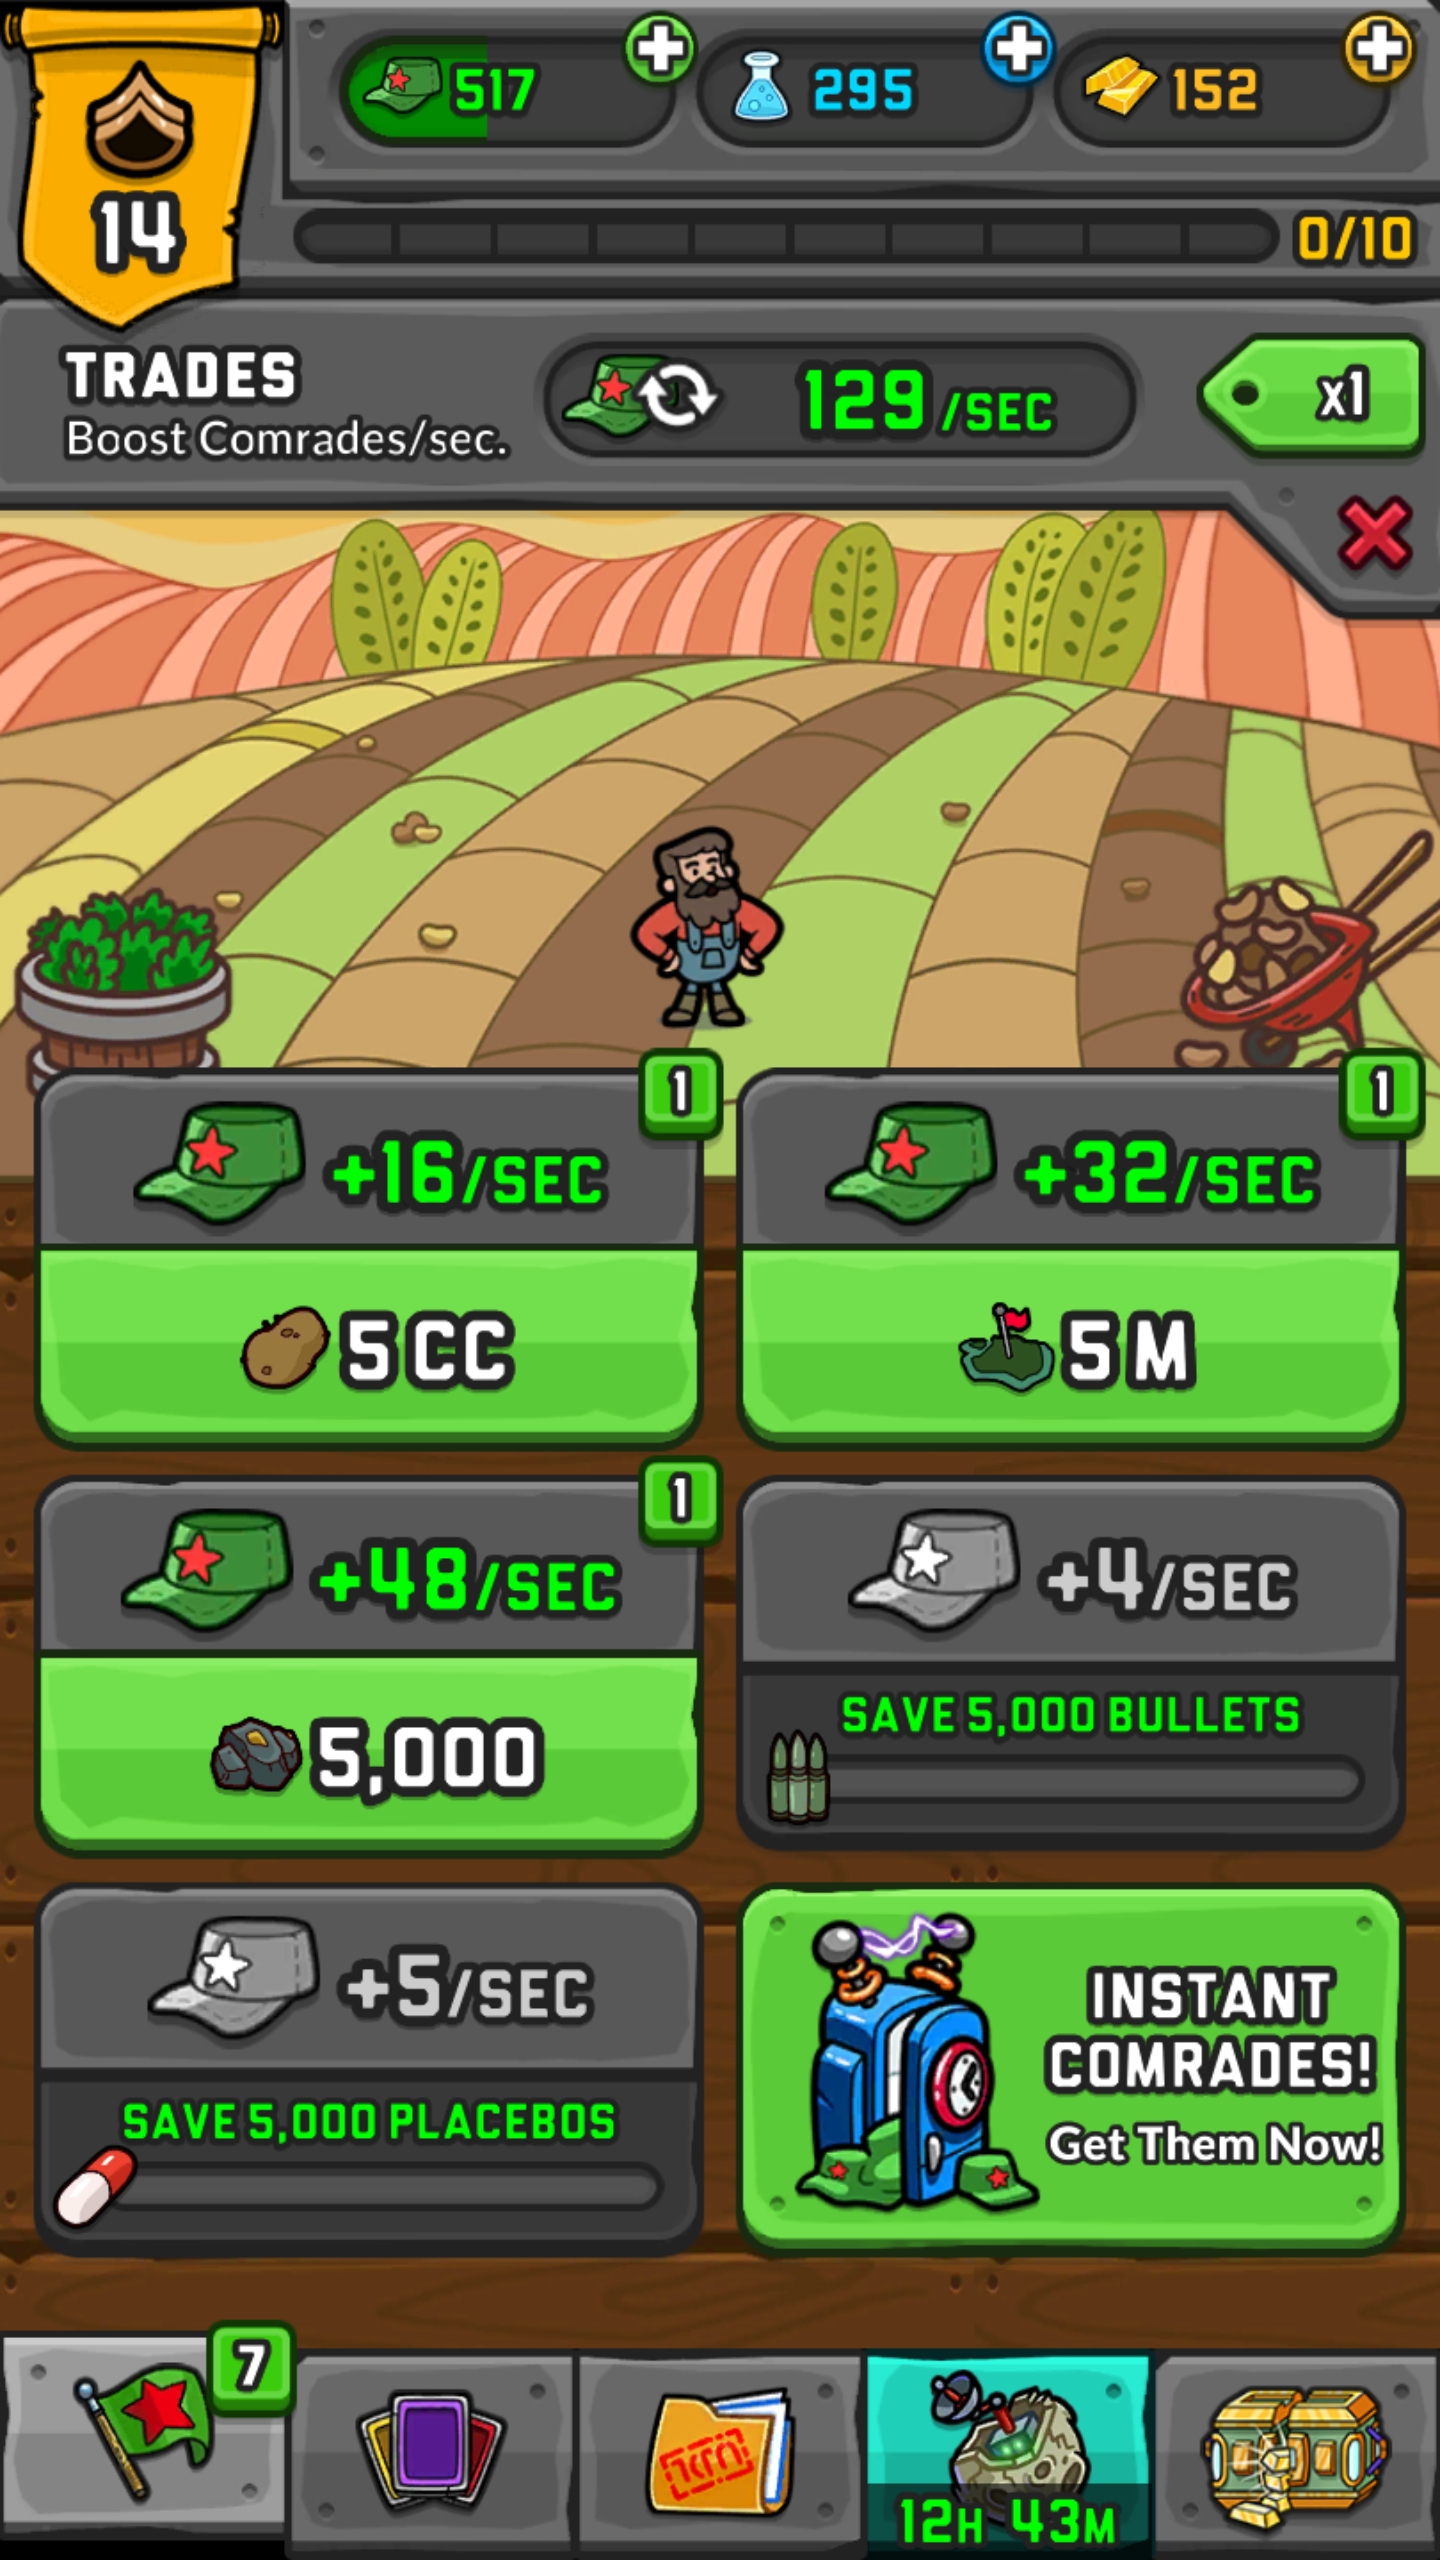 517
295
152
14
0/10
TRADES
Boost Comrades/sec.
129 /SEC
x1
1
+16/SEC
5 CC
1
+32/SEC
5 M
1
+48/SEC
5,000
+4/SEC
SAVE 5,000 BULLETS
+5/SEC
SAVE 5,000 PLACEBOS
INSTANT
COMRADES!
Get Them Now!
7
12H 43M